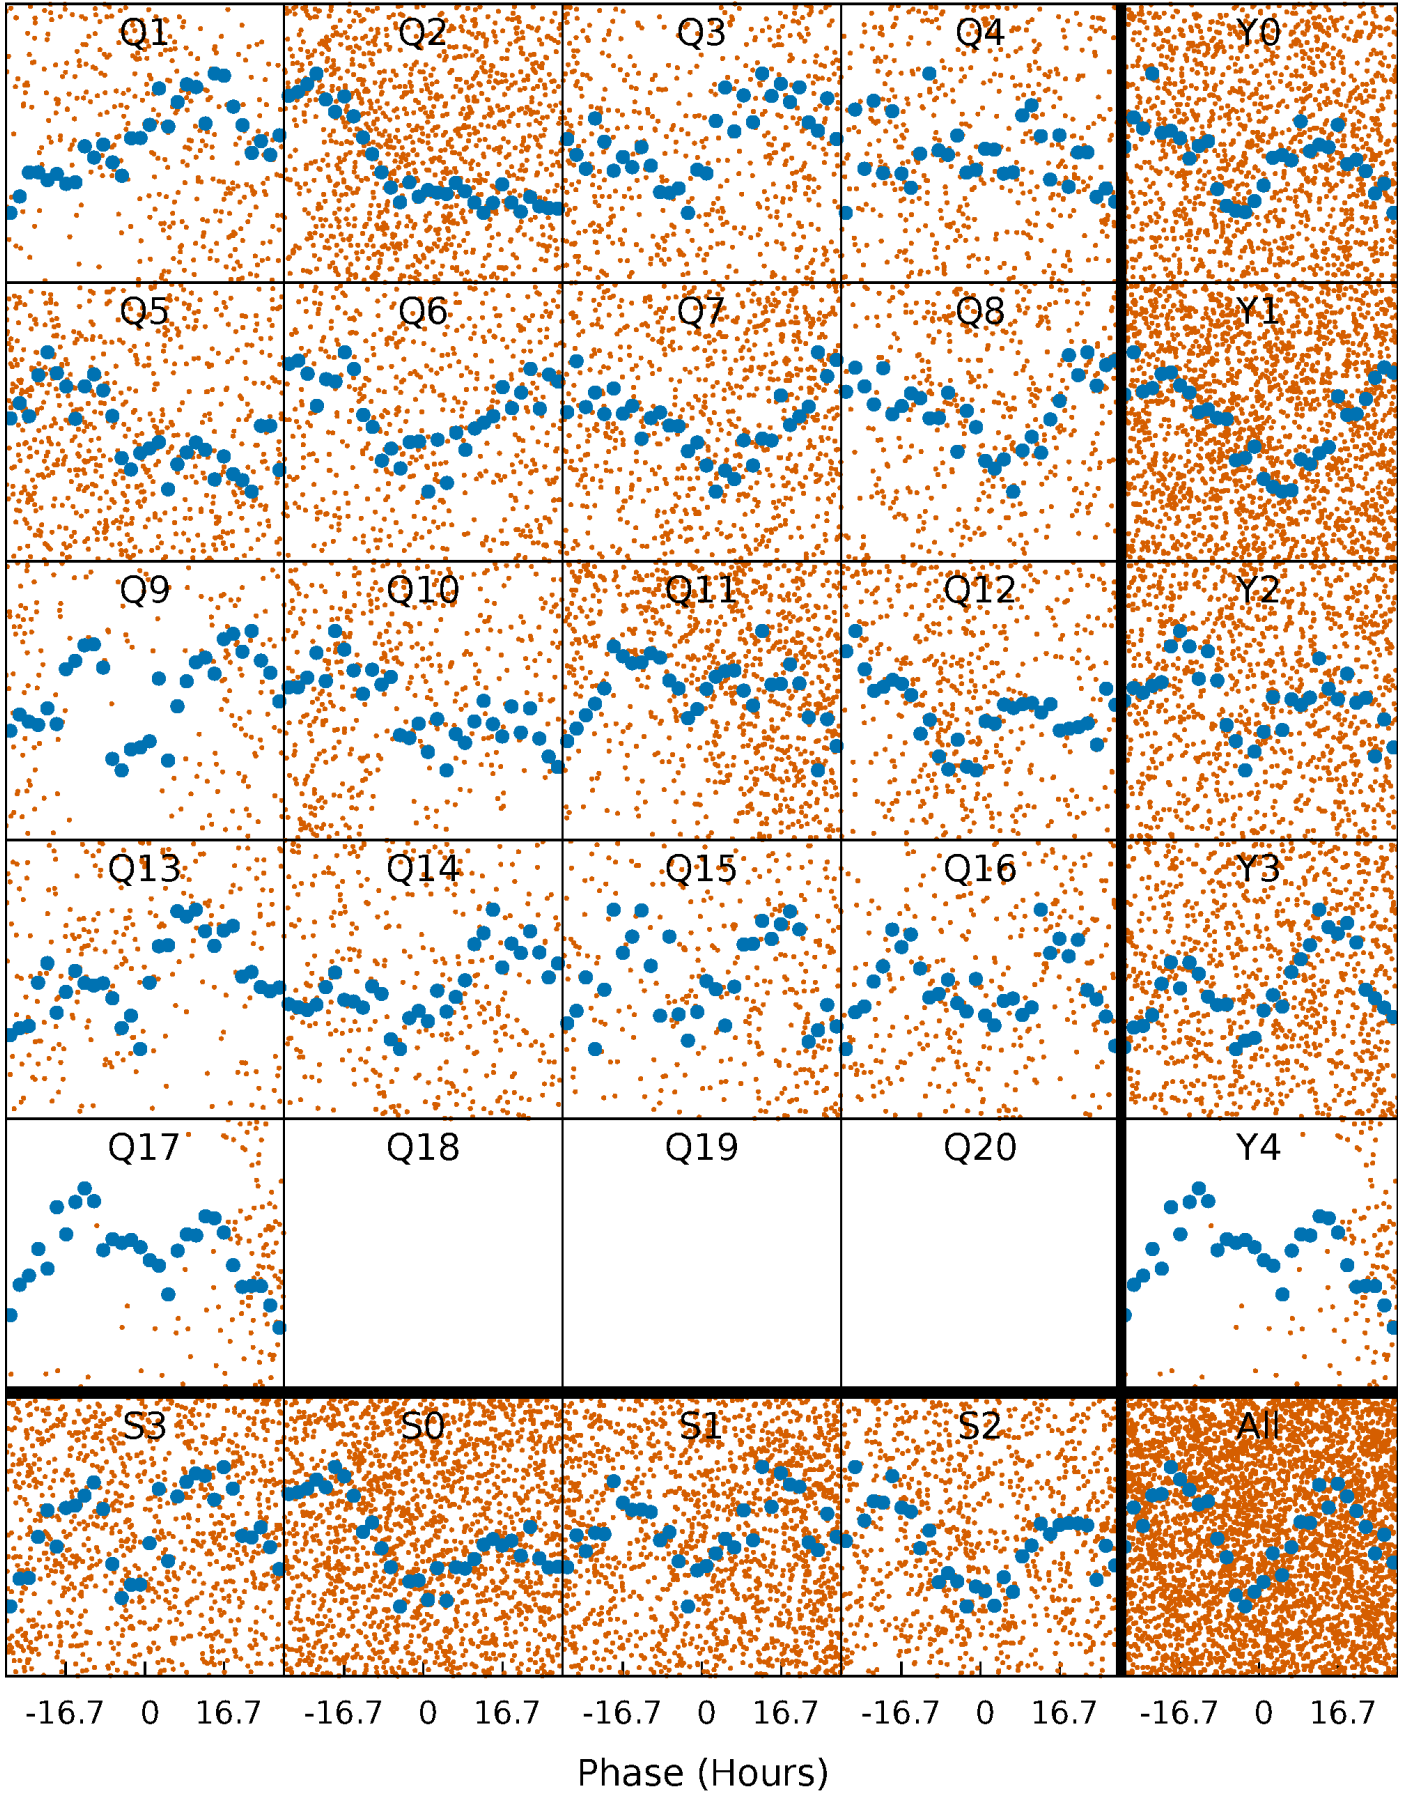 Q1 Q2 Q3 Q4 Y0
Q5 Q6 Q7 Q8 Y1
Q9 Q10 Q11 Q12 Y2
Q13 Q14 Q15 Q16 Y3
Q17 Q18 Q19 Q20 Y4
S3 S0 S1 S2 All
-16.7 0 16.7 -16.7 0 16.7 -16.7 0 16.7 -16.7 0 16.7 -16.7 0 16.7
Phase (Hours)